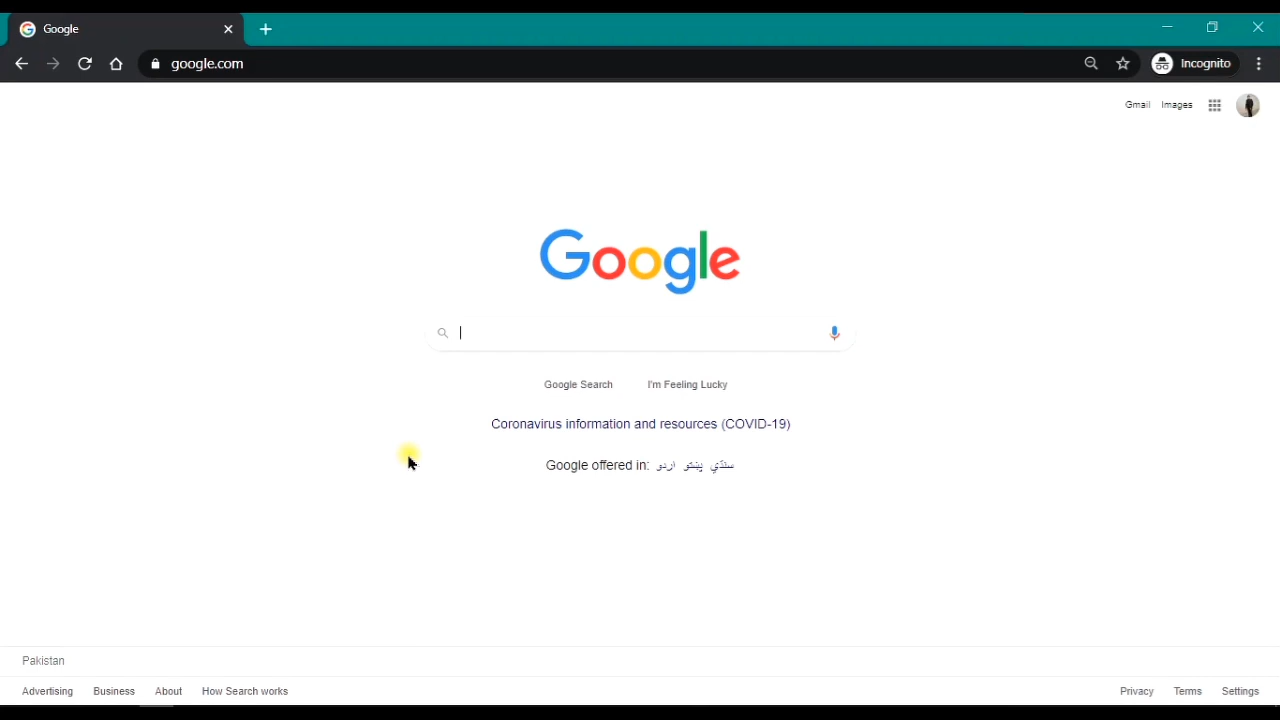 Google
google.com
Incognito
Gmail Images
Google
Google Search I'm Feeling Lucky
Coronavirus information and resources (COVID-19)
Google offered in: اردو پښتو سنڌي
Pakistan
Advertising Business About How Search works
Privacy Terms Settings